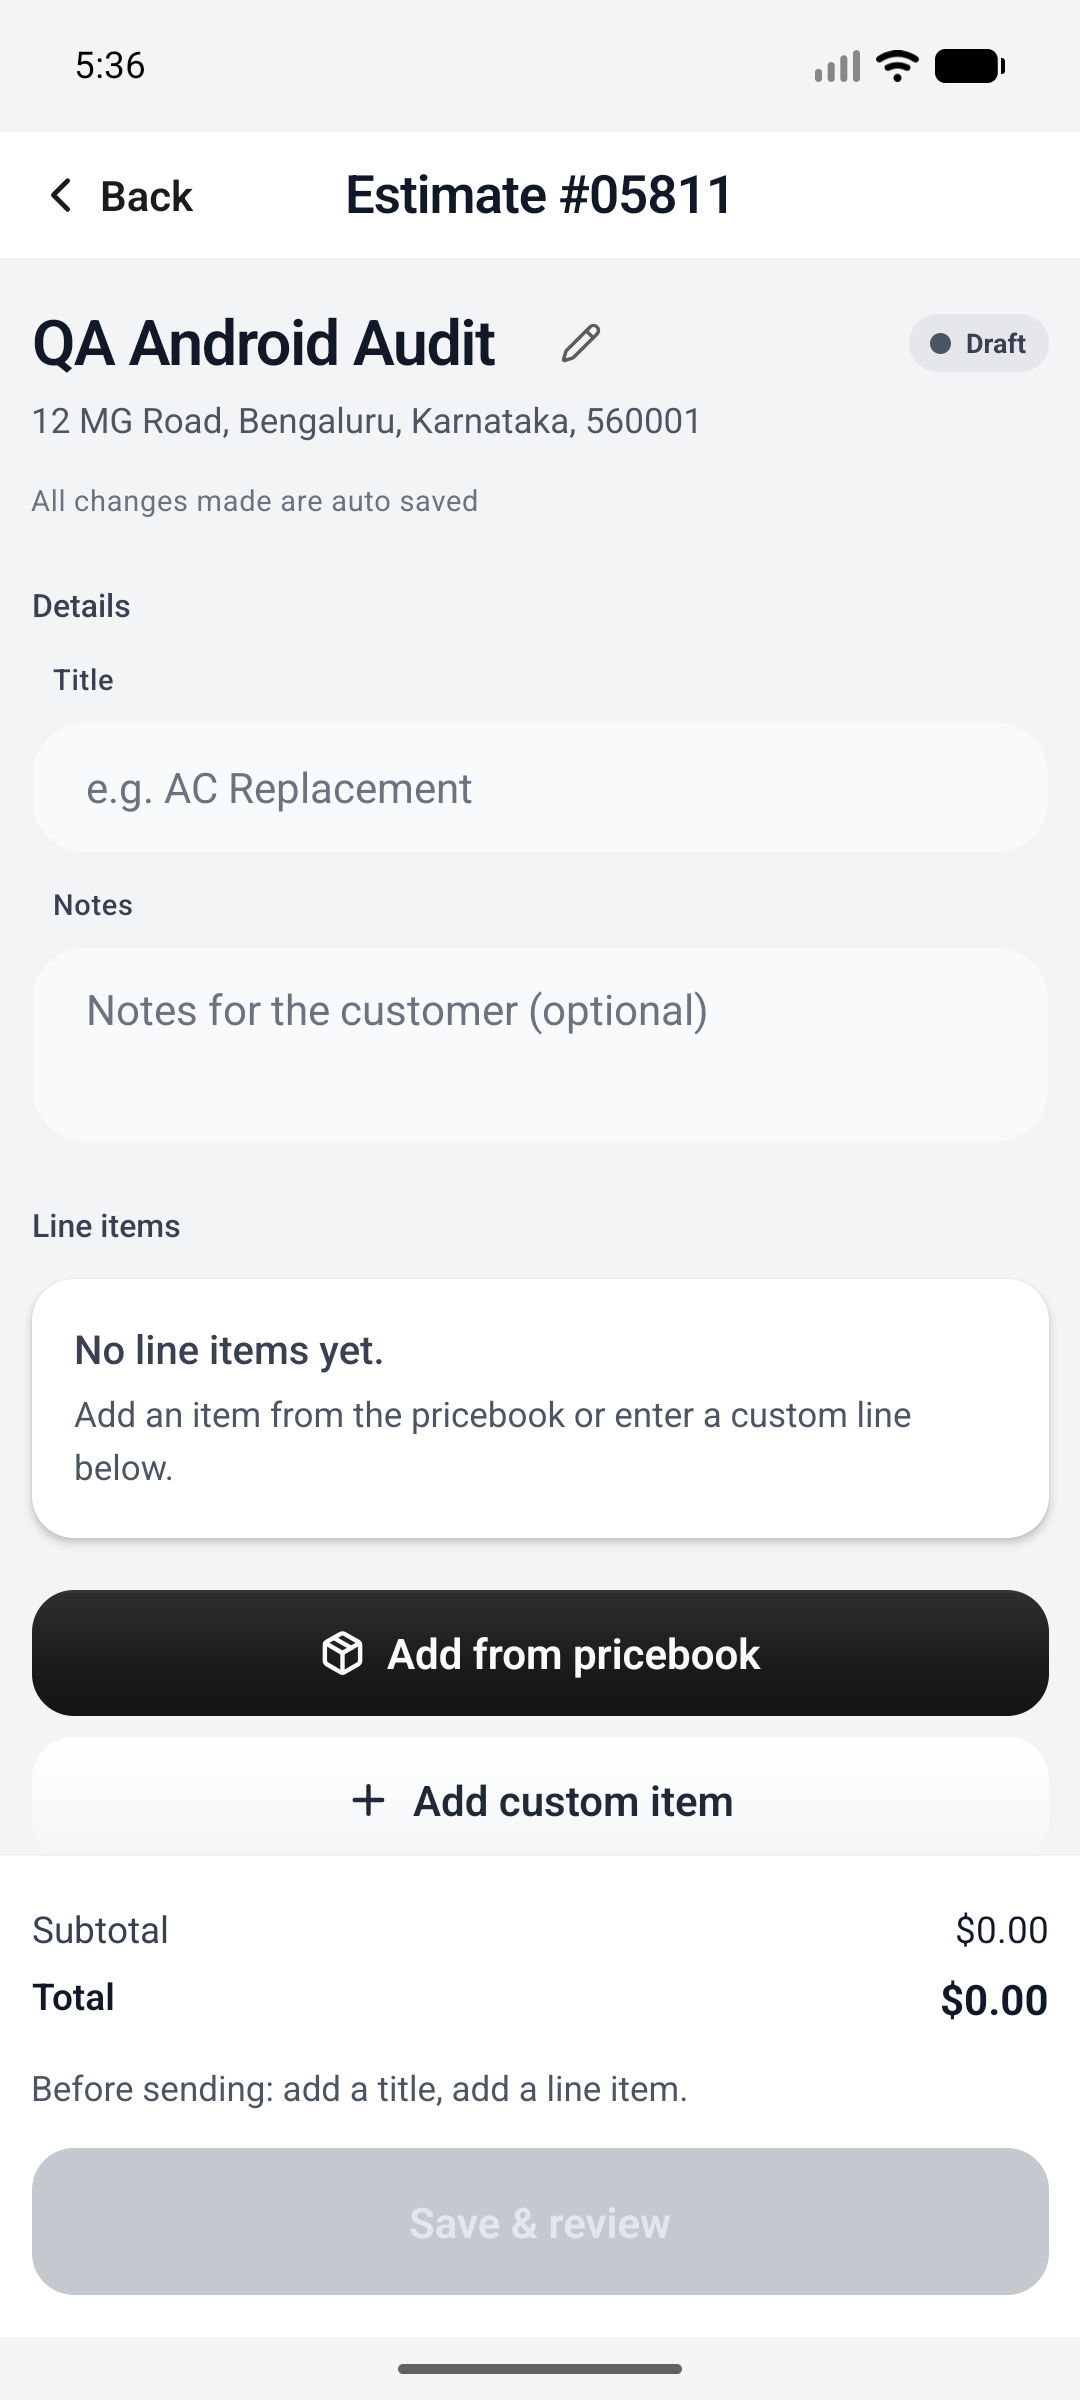 5:36
Back
Estimate #05811
QA Android Audit
Draft
12 MG Road, Bengaluru, Karnataka, 560001
All changes made are auto saved
Details
Title
e.g. AC Replacement
Notes
Notes for the customer (optional)
Line items
No line items yet.
Add an item from the pricebook or enter a custom line
below.
Add from pricebook
Add custom item
Subtotal
$0.00
Total
$0.00
Before sending: add a title, add a line item.
Save & review